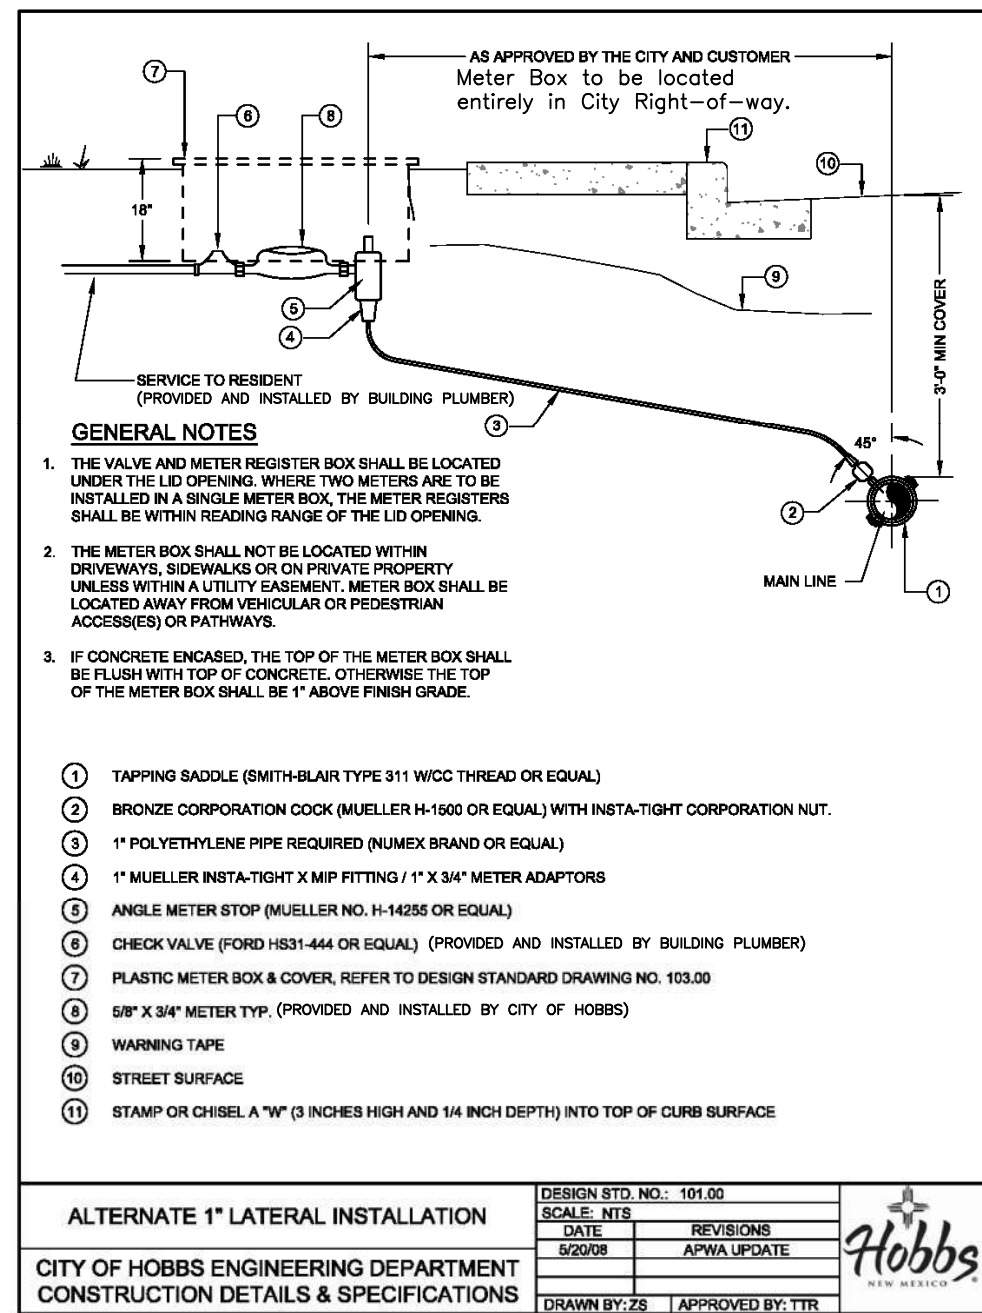 AS APPROVED BY THE CITY AND CUSTOMER
Meter Box to be located
entirely in City Right-of-way.
7
6
8
11
10
18"
9
5
4
3'-0" MIN COVER
SERVICE TO RESIDENT
(PROVIDED AND INSTALLED BY BUILDING PLUMBER)
3
45°
2
MAIN LINE
1
GENERAL NOTES
1. THE VALVE AND METER REGISTER BOX SHALL BE LOCATED
UNDER THE LID OPENING. WHERE TWO METERS ARE TO BE
INSTALLED IN A SINGLE METER BOX, THE METER REGISTERS
SHALL BE WITHIN READING RANGE OF THE LID OPENING.
2. THE METER BOX SHALL NOT BE LOCATED WITHIN
DRIVEWAYS, SIDEWALKS OR ON PRIVATE PROPERTY
UNLESS WITHIN A UTILITY EASEMENT. METER BOX SHALL BE
LOCATED AWAY FROM VEHICULAR OR PEDESTRIAN
ACCESS(ES) OR PATHWAYS.
3. IF CONCRETE ENCASED, THE TOP OF THE METER BOX SHALL
BE FLUSH WITH TOP OF CONCRETE. OTHERWISE THE TOP
OF THE METER BOX SHALL BE 1" ABOVE FINISH GRADE.
1 TAPPING SADDLE (SMITH-BLAIR TYPE 311 W/CC THREAD OR EQUAL)
2 BRONZE CORPORATION COCK (MUELLER H-1500 OR EQUAL) WITH INSTA-TIGHT CORPORATION NUT.
3 1" POLYETHYLENE PIPE REQUIRED (NUMEX BRAND OR EQUAL)
4 1" MUELLER INSTA-TIGHT X MIP FITTING / 1" X 3/4" METER ADAPTORS
5 ANGLE METER STOP (MUELLER NO. H-14255 OR EQUAL)
6 CHECK VALVE (FORD HS31-444 OR EQUAL) (PROVIDED AND INSTALLED BY BUILDING PLUMBER)
7 PLASTIC METER BOX & COVER, REFER TO DESIGN STANDARD DRAWING NO. 103.00
8 5/8" X 3/4" METER TYP. (PROVIDED AND INSTALLED BY CITY OF HOBBS)
9 WARNING TAPE
10 STREET SURFACE
11 STAMP OR CHISEL A "W" (3 INCHES HIGH AND 1/4 INCH DEPTH) INTO TOP OF CURB SURFACE
ALTERNATE 1" LATERAL INSTALLATION
CITY OF HOBBS ENGINEERING DEPARTMENT
CONSTRUCTION DETAILS & SPECIFICATIONS
DESIGN STD. NO.: 101.00
SCALE: NTS
DATE REVISIONS
5/20/08 APWA UPDATE
DRAWN BY: ZS APPROVED BY: TTR
Hobbs
NEW MEXICO